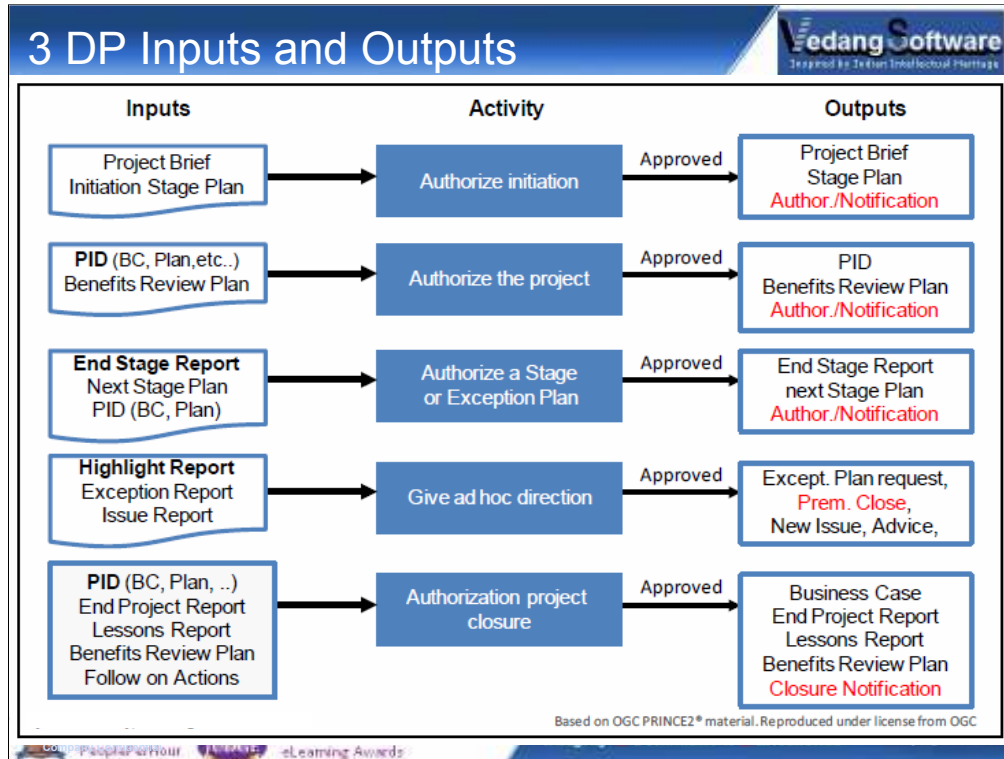 3 DP Inputs and Outputs
Vedang Software
Inspired by Indian Intellectual Heritage
Inputs
Activity
Outputs
Project Brief
Initiation Stage Plan
Authorize initiation
Approved
Project Brief
Stage Plan
Author./Notification
PID (BC, Plan,etc..)
Benefits Review Plan
Authorize the project
Approved
PID
Benefits Review Plan
Author./Notification
End Stage Report
Next Stage Plan
PID (BC, Plan)
Authorize a Stage
or Exception Plan
Approved
End Stage Report
next Stage Plan
Author./Notification
Highlight Report
Exception Report
Issue Report
Give ad hoc direction
Approved
Except. Plan request,
Prem. Close,
New Issue, Advice,
PID (BC, Plan, ..)
End Project Report
Lessons Report
Benefits Review Plan
Follow on Actions
Authorization project
closure
Approved
Business Case
End Project Report
Lessons Report
Benefits Review Plan
Closure Notification
Based on OGC PRINCE2® material. Reproduced under license from OGC
eLearning Awards